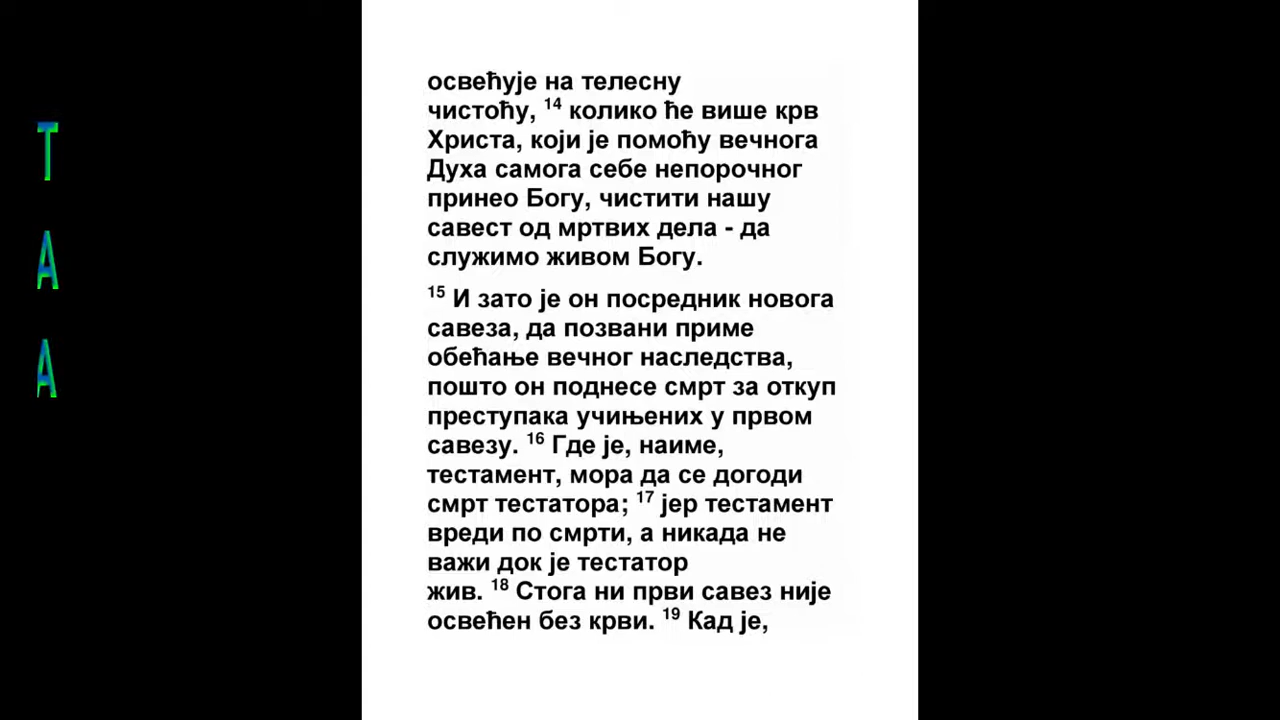 Т
А
А
освећује на телесну
чистоћу, 14 колико ће више крв
Христа, који је помоћу вечнога
Духа самога себе непорочног
принео Богу, чистити нашу
савест од мртвих дела - да
служимо живом Богу.
15 И зато је он посредник новога
савеза, да позвани приме
обећање вечног наследства,
пошто он поднесе смрт за откуп
преступака учињених у првом
савезу. 16 Где је, наиме,
тестамент, мора да се догоди
смрт тестатора; 17 јер тестамент
вреди по смрти, а никада не
важи док је тестатор
жив. 18 Стога ни први савез није
освећен без крви. 19 Кад је,